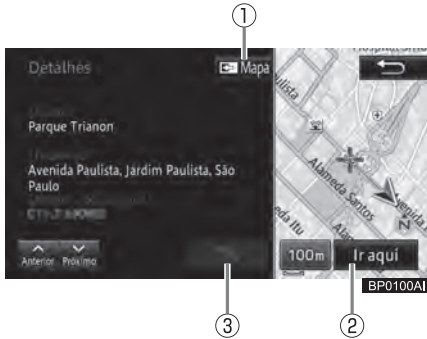 ①
Detalhes
Mapa
Parque Trianon
Avenida Paulista, Jardim Paulista, São
Paulo
Anterior
Próximo
Alameda Santos
N
100m
Ir aqui
BP0100AI
③
②